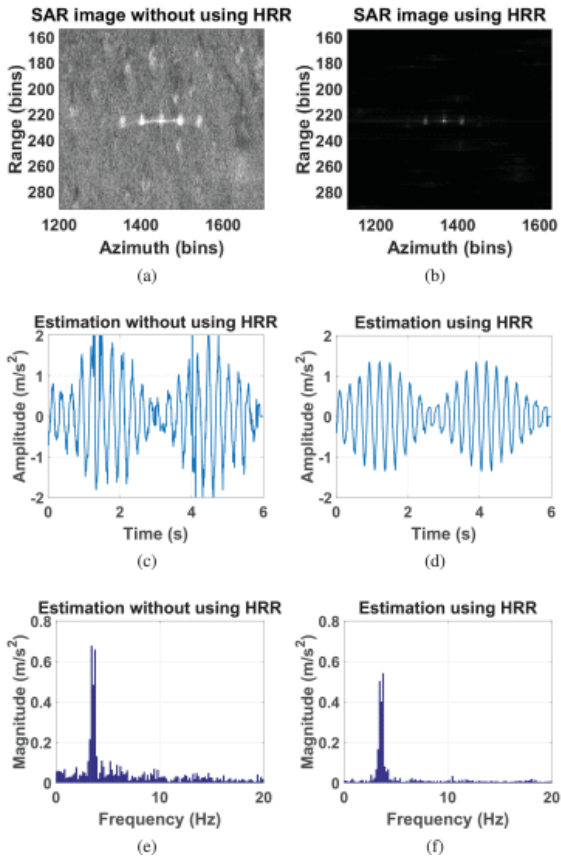 SAR image without using HRR SAR image using HRR
160
180
200
220
240
260
280
Range (bins)
1200 1400 1600
Azimuth (bins)
160
180
200
220
240
260
280
Range (bins)
1200 1400 1600
Azimuth (bins)
(a) (b)
Estimation without using HRR Estimation using HRR
2
1
0
-1
-2
Amplitude (m/s²)
0 2 4 6
Time (s)
2
1
0
-1
-2
Amplitude (m/s²)
0 2 4 6
Time (s)
(c) (d)
Estimation without using HRR Estimation using HRR
0.8
0.6
0.4
0.2
0
Magnitude (m/s²)
0 10 20
Frequency (Hz)
0.8
0.6
0.4
0.2
0
Magnitude (m/s²)
0 10 20
Frequency (Hz)
(e) (f)